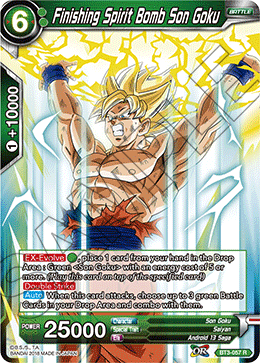 BATTLE
6
Finishing Spirit Bomb Son Goku
1 +10000
EX-Evolve , place 1 card from your hand in the Drop
Area : Green <Son Goku> with an energy cost of 5 or
more. (Play this card on top of the specified card)
Double Strike
Auto When this card attacks, choose up to 3 green Battle
Cards in your Drop Area and combo with them.
©B.S./S., T.A.
BANDAI 2018 MADE IN JAPAN
POWER 25000
Character Son Goku
Special Trait Saiyan
Era Android 13 Saga
BT3-057 R